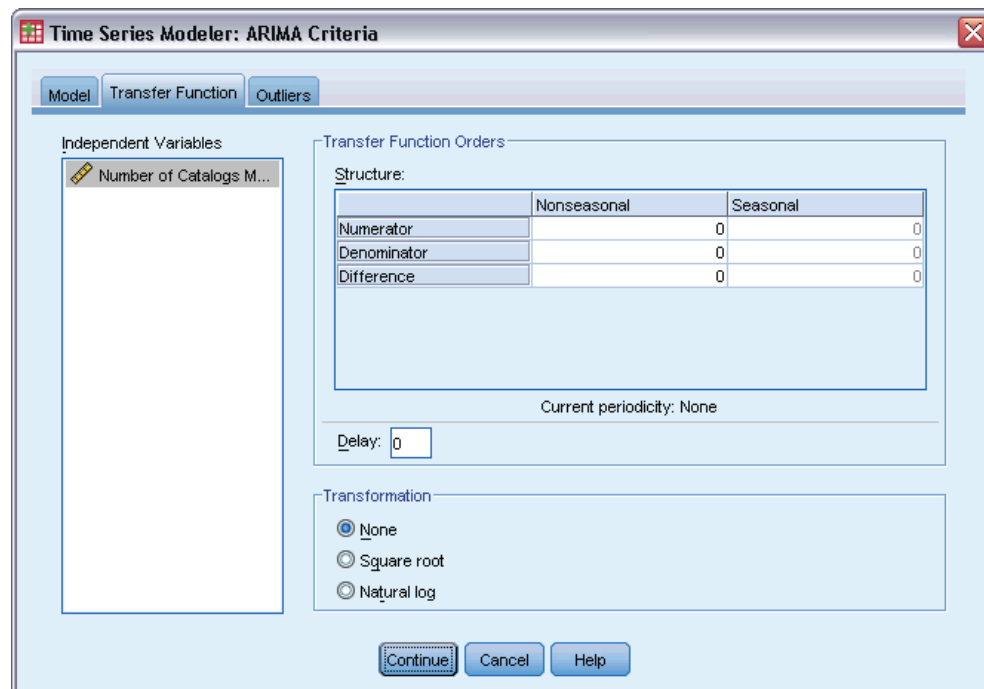 Time Series Modeler: ARIMA Criteria
Model Transfer Function Outliers
Independent Variables
Number of Catalogs M...
Transfer Function Orders
Structure:
Nonseasonal Seasonal
Numerator 0 0
Denominator 0 0
Difference 0 0
Current periodicity: None
Delay: 0
Transformation
None
Square root
Natural log
Continue Cancel Help